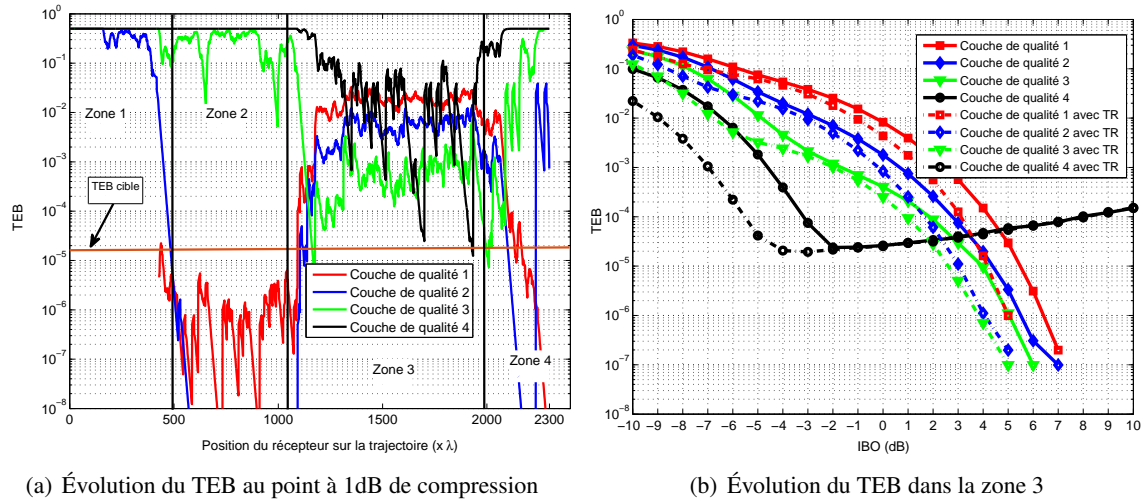 10^0
10^-1
10^-2
10^-3
10^-4
10^-5
10^-6
10^-7
10^-8
TEB
Zone 1
Zone 2
TEB cible
Couche de qualité 1
Couche de qualité 2
Couche de qualité 3
Couche de qualité 4
Zone 3
Zone 4
0 500 1000 1500 2000 2300
Position du récepteur sur la trajectoire (x λ)
(a) Évolution du TEB au point à 1dB de compression
10^0
10^-1
10^-2
10^-3
10^-4
10^-5
10^-6
10^-7
10^-8
TEB
Couche de qualité 1
Couche de qualité 2
Couche de qualité 3
Couche de qualité 4
Couche de qualité 1 avec TR
Couche de qualité 2 avec TR
Couche de qualité 3 avec TR
Couche de qualité 4 avec TR
−10 −9 −8 −7 −6 −5 −4 −3 −2 −1 0 1 2 3 4 5 6 7 8 9 10
IBO (dB)
(b) Évolution du TEB dans la zone 3